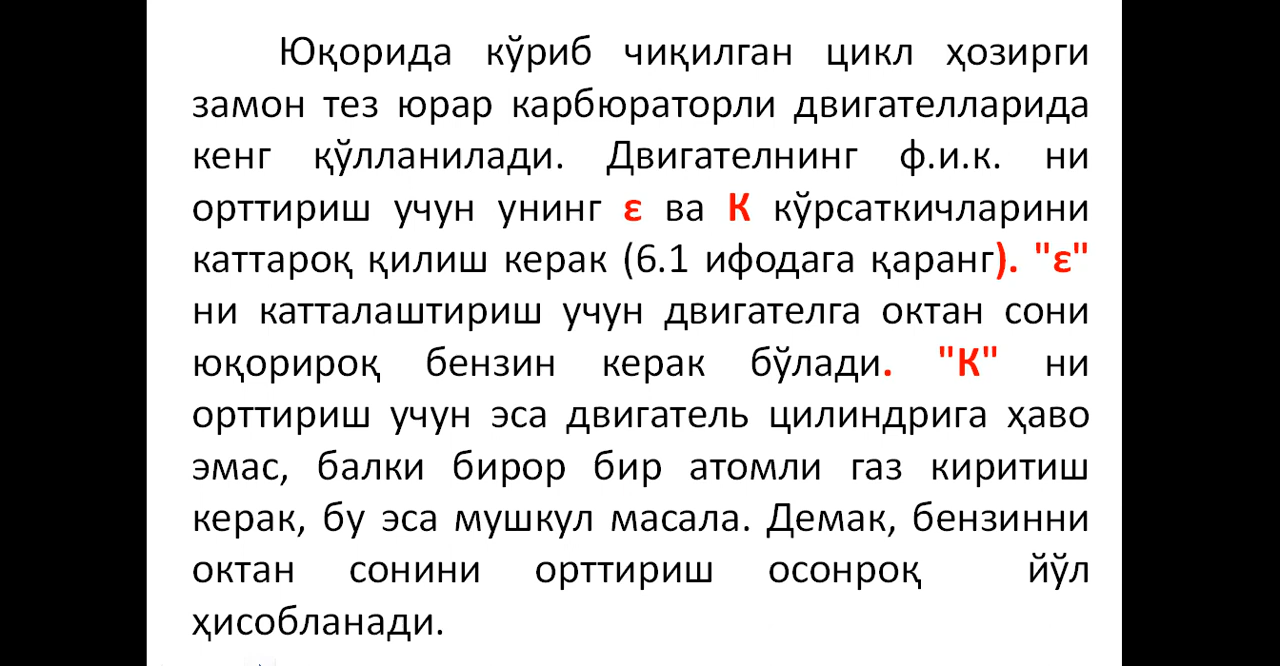 Юқорида кўриб чиқилган цикл ҳозирги
замон тез юрар карбюраторли двигателларида
кенг қўлланилади. Двигателнинг ф.и.к. ни
орттириш учун унинг ε ва К кўрсаткичларини
каттароқ қилиш керак (6.1 ифодага қаранг). "ε"
ни катталаштириш учун двигателга октан сони
юқорироқ бензин керак бўлади. "К" ни
орттириш учун эса двигатель цилиндрига ҳаво
эмас, балки бирор бир атомли газ киритиш
керак, бу эса мушкул масала. Демак, бензинни
октан сонини орттириш осонроқ йўл
ҳисобланади.